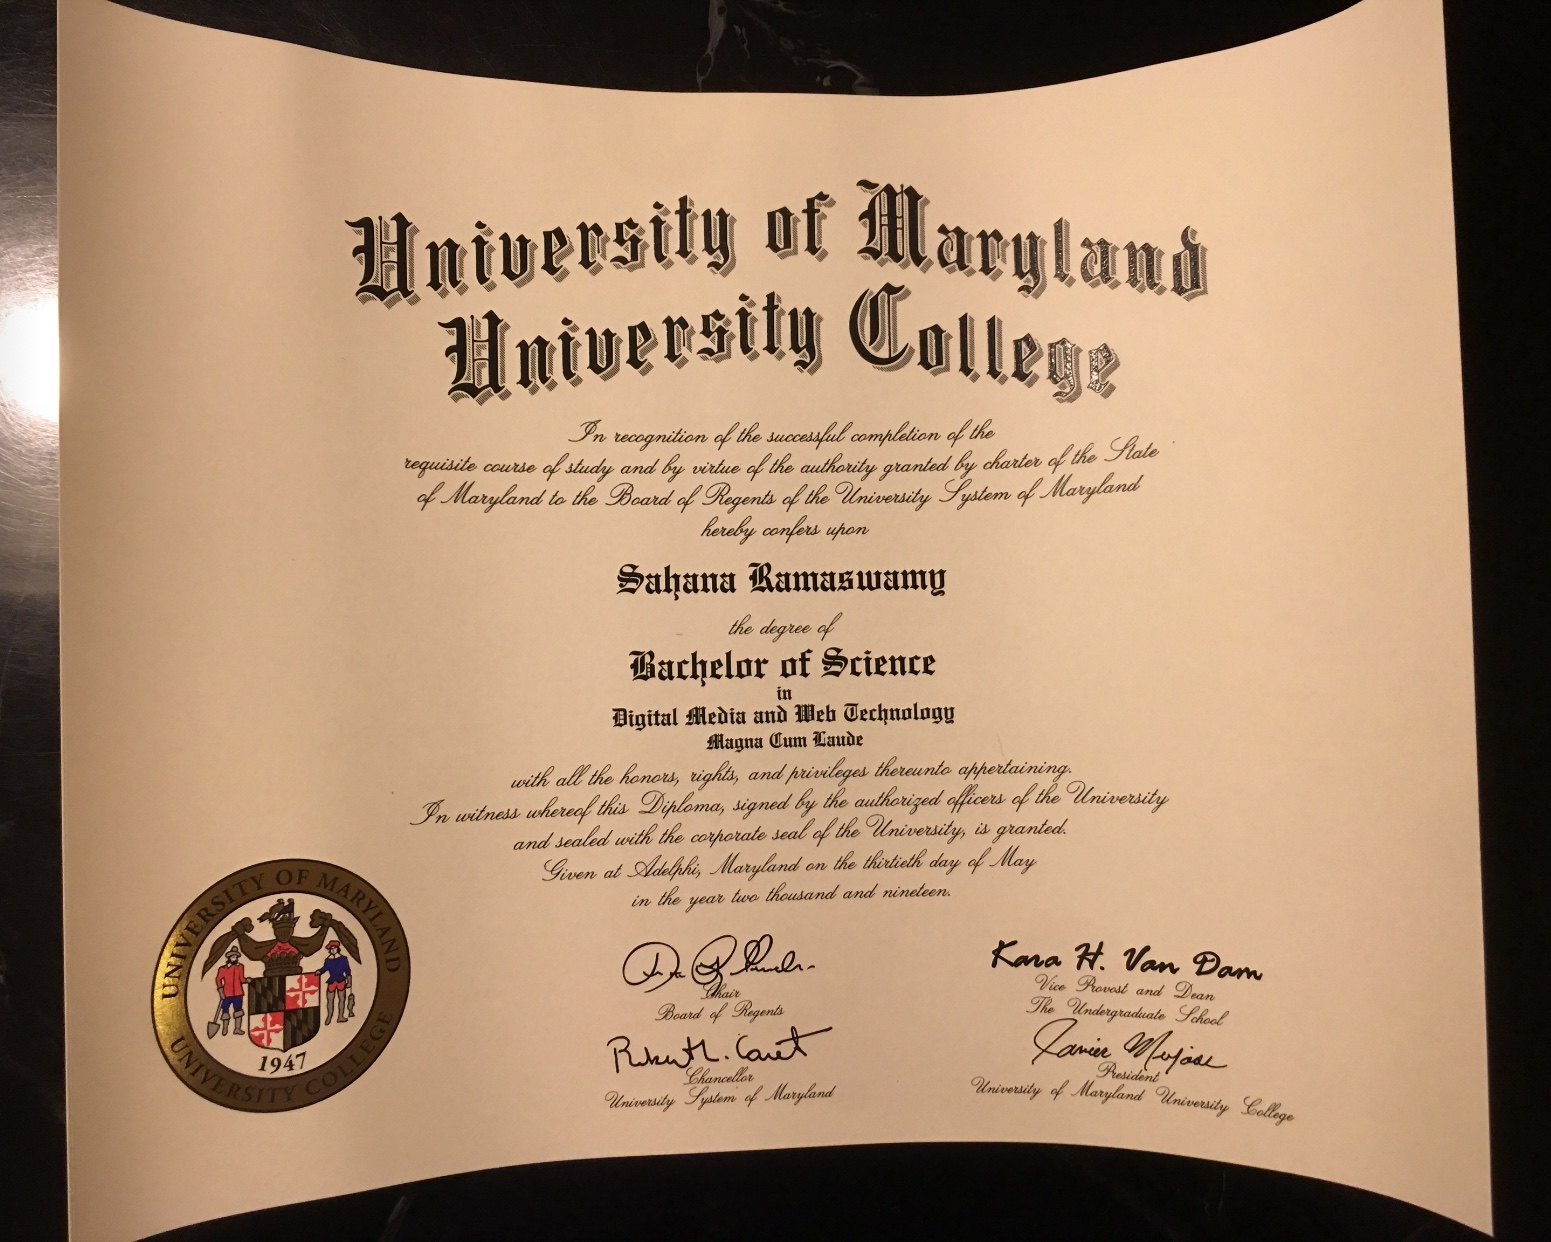 University of Maryland
University College
In recognition of the successful completion of the
requisite course of study and by virtue of the authority granted by charter of the State
of Maryland to the Board of Regents of the University System of Maryland
hereby confers upon
Sahana Ramaswamy
the degree of
Bachelor of Science
in
Digital Media and Web Technology
Magna Cum Laude
with all the honors, rights, and privileges thereunto appertaining.
In witness whereof this Diploma, signed by the authorized officers of the University
and sealed with the corporate seal of the University, is granted.
Given at Adelphi, Maryland on the thirtieth day of May
in the year two thousand and nineteen.
UNIVERSITY OF MARYLAND
1947
UNIVERSITY COLLEGE
Chair
Board of Regents
Robert L. Caret
Chancellor
University System of Maryland
Kara H. Van Dam
Vice Provost and Dean
The Undergraduate School
Javier Miyares
President
University of Maryland University College